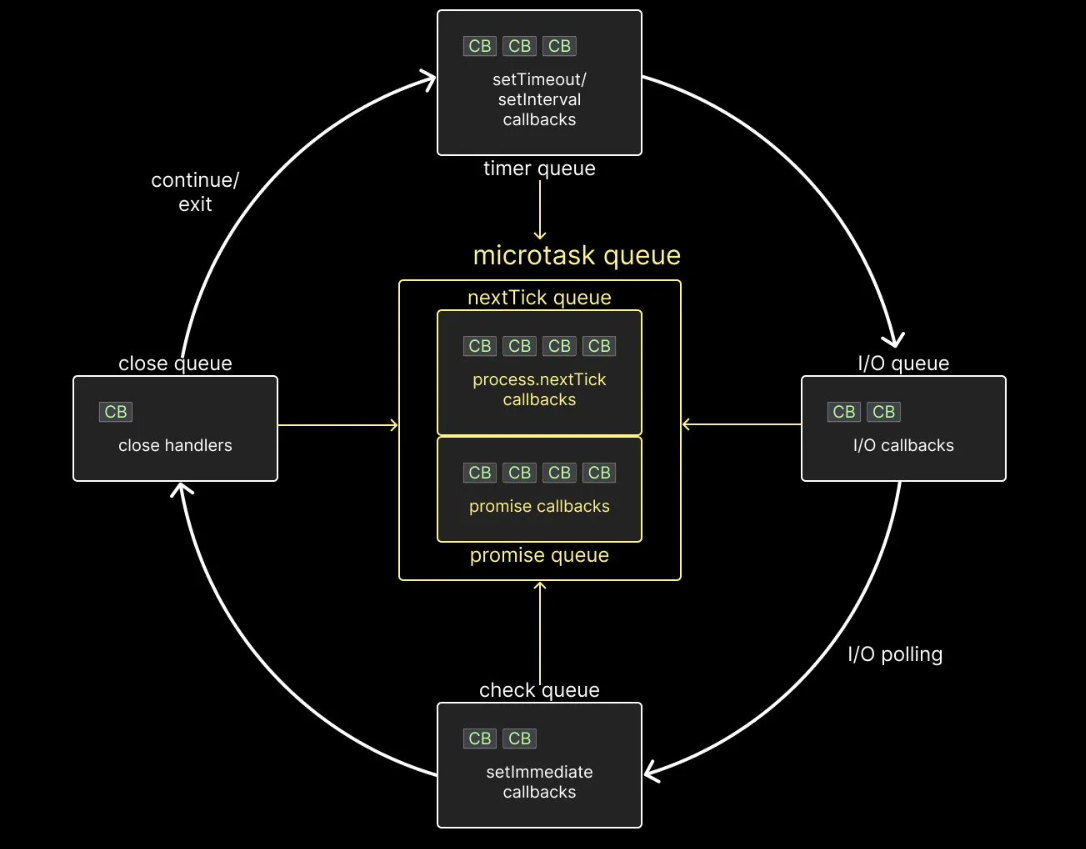 CB CB CB
setTimeout/
setInterval
callbacks
timer queue
continue/
exit
microtask queue
nextTick queue
CB CB CB CB
process.nextTick
callbacks
CB CB CB CB
promise callbacks
promise queue
close queue
CB
close handlers
I/O queue
CB CB
I/O callbacks
I/O polling
check queue
CB CB
setImmediate
callbacks